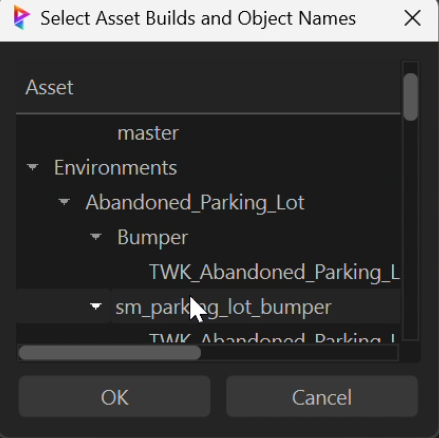 Select Asset Builds and Object Names
Asset
master
Environments
Abandoned_Parking_Lot
Bumper
TWK_Abandoned_Parking_L
sm_parking_lot_bumper
TWK_Abandoned_Parking_L
OK
Cancel